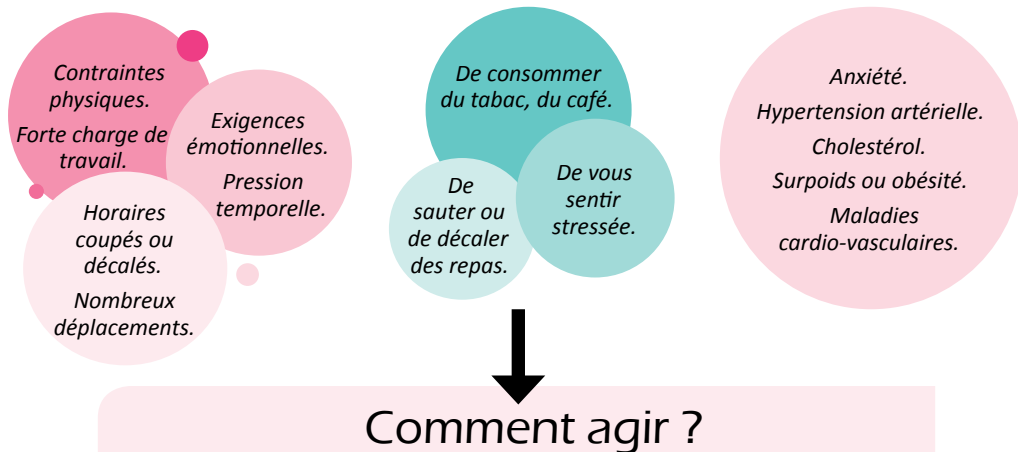 Contraintes
physiques.
Forte charge de
travail.
Exigences
émotionnelles.
Pression
temporelle.
Horaires
coupés ou
décalés.
Nombreux
déplacements.
De consommer
du tabac, du café.
De
sauter ou
de décaler
des repas.
De vous
sentir
stressée.
Anxiété.
Hypertension artérielle.
Cholestérol.
Surpoids ou obésité.
Maladies
cardio-vasculaires.
Comment agir ?